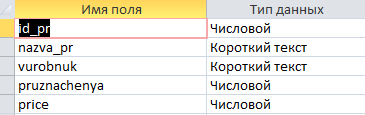 Имя поля Тип данных
id_pr Числовой
nazva_pr Короткий текст
vurobnuk Короткий текст
pruznachenya Числовой
price Числовой